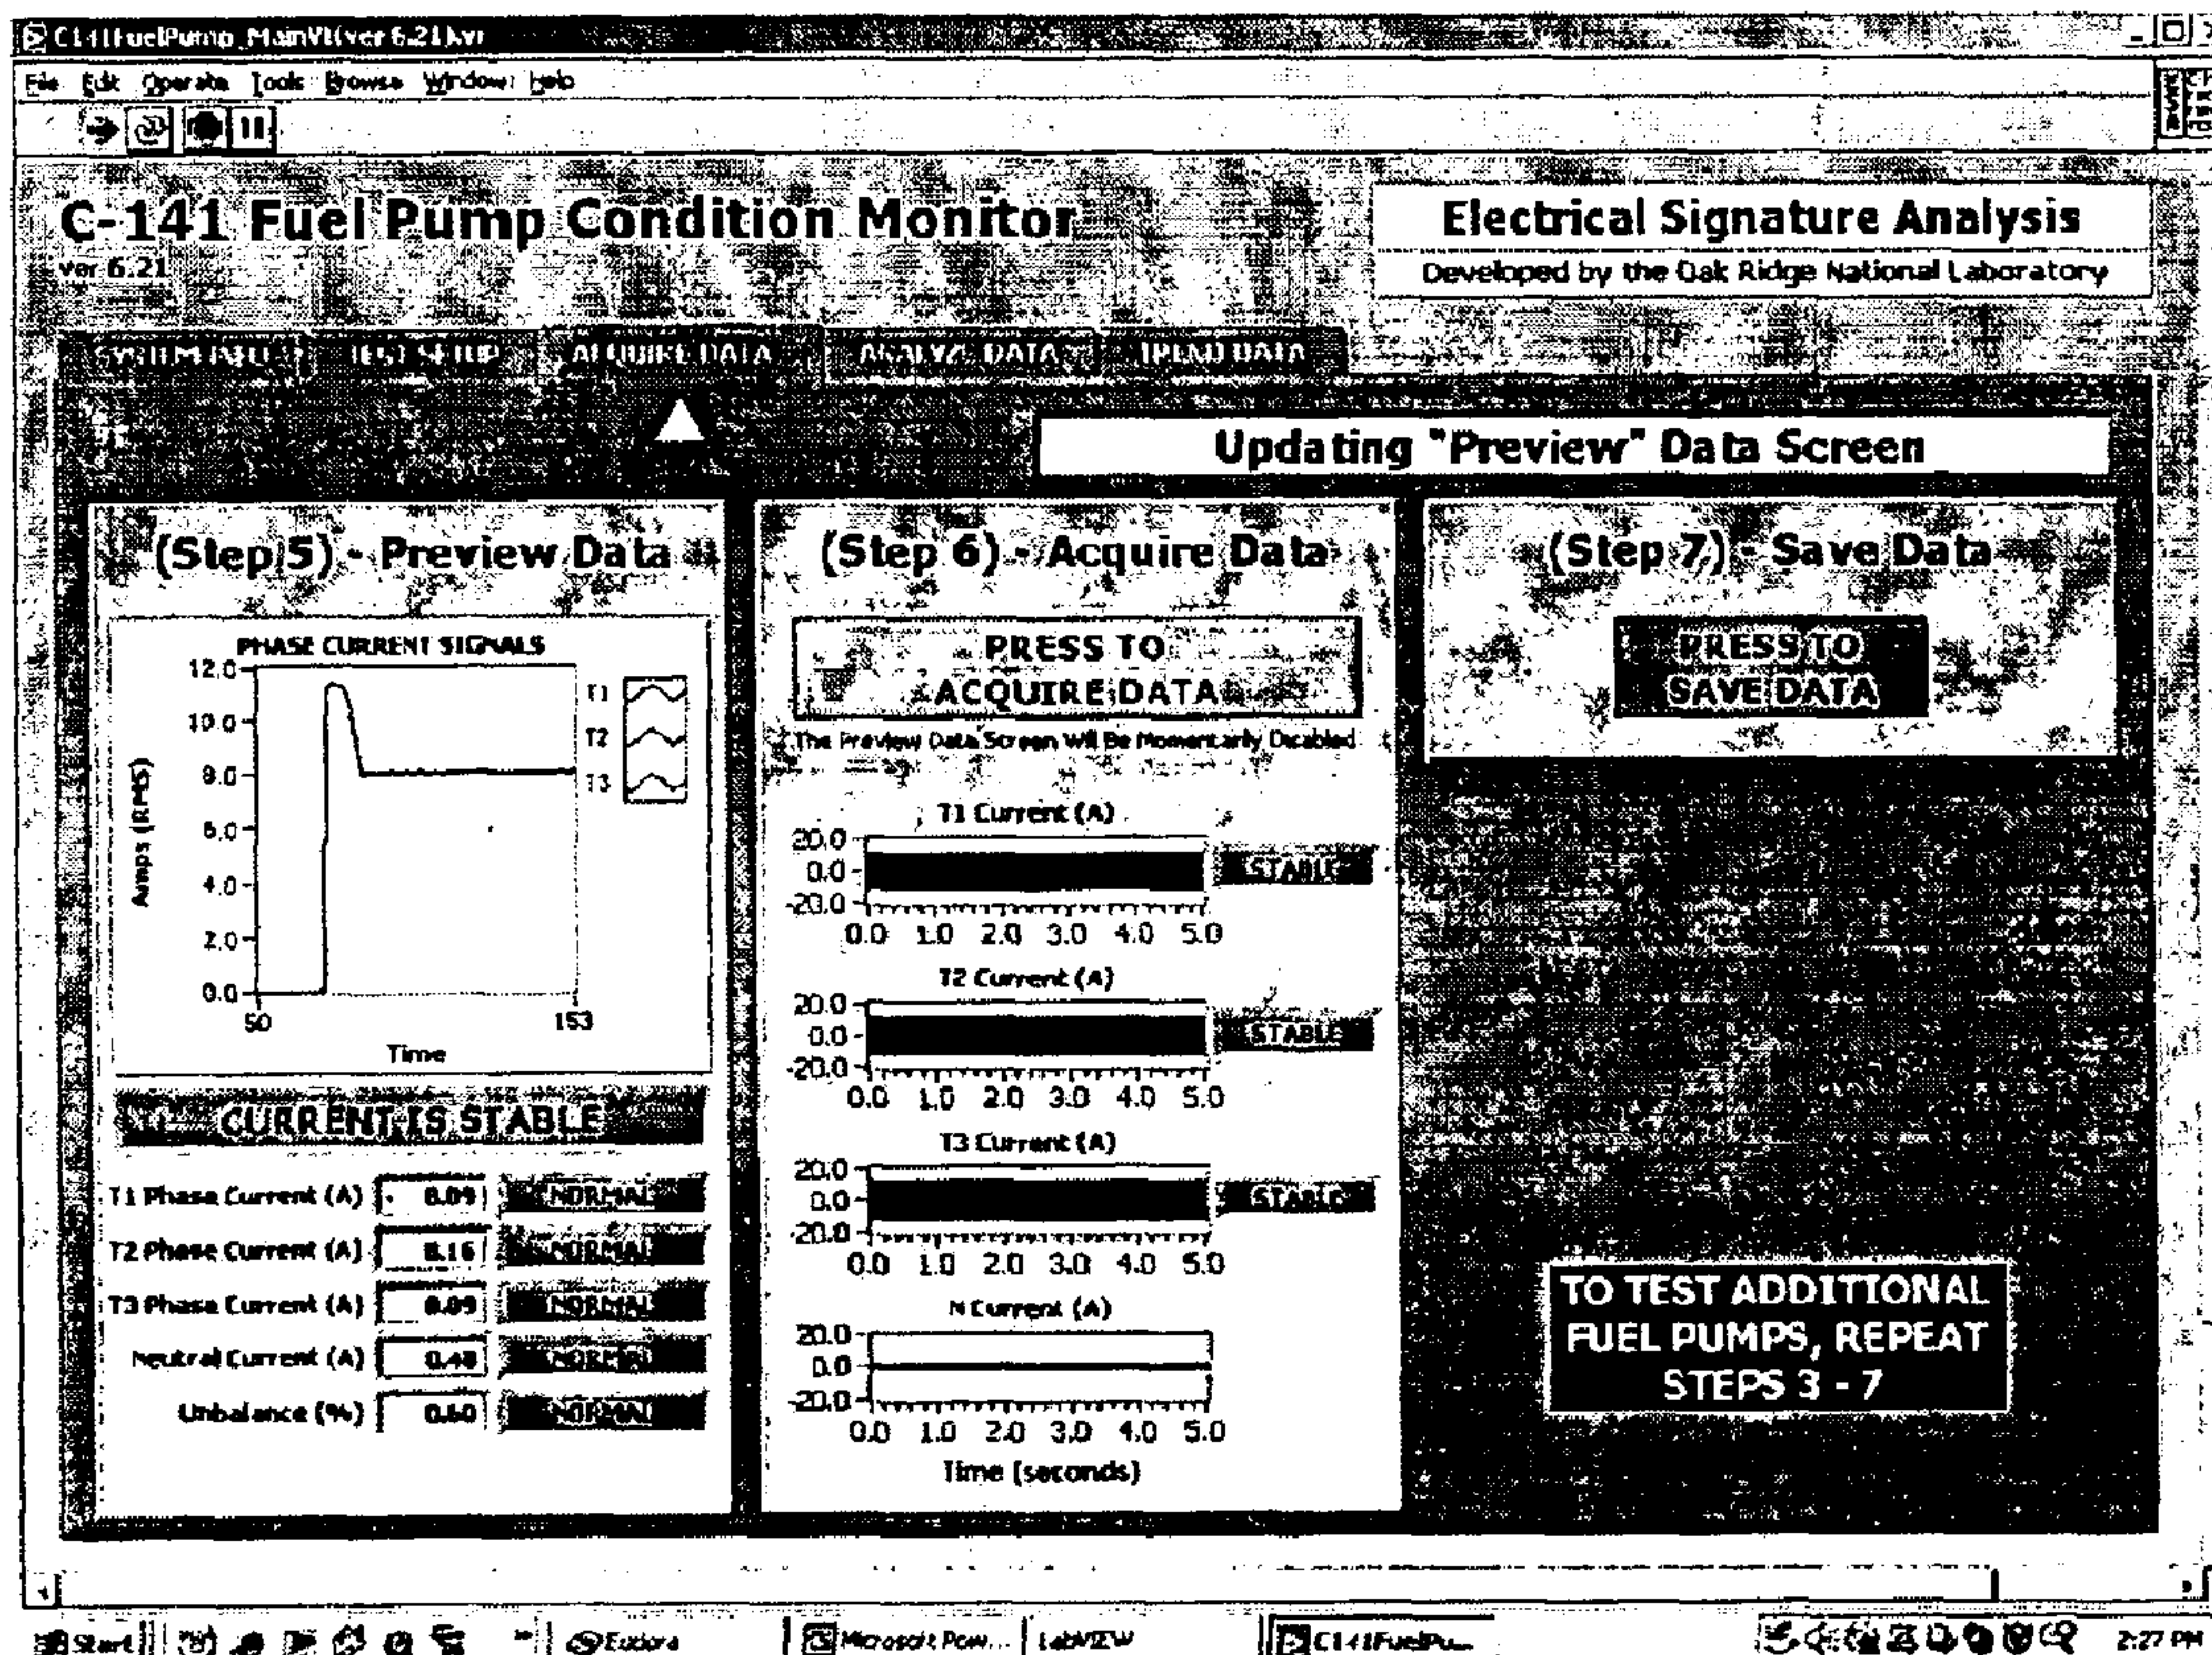 C141FuelPump_MainVI(ver 6.21).vi
File Edit Operate Tools Browse Window Help
C-141 Fuel Pump Condition Monitor
ver 6.21
Electrical Signature Analysis
Developed by the Oak Ridge National Laboratory
TEST SETUP ACQUIRE DATA ANALYZE DATA TREND DATA
Updating "Preview" Data Screen
(Step 5) - Preview Data
PHASE CURRENT SIGNALS
12.0
10.0
8.0
6.0
4.0
2.0
0.0
Amps (RMS)
50 153
Time
T1
T2
T3
CURRENT IS STABLE
T1 Phase Current (A) 8.09 NORMAL
T2 Phase Current (A) 8.16 NORMAL
T3 Phase Current (A) 8.09 NORMAL
Neutral Current (A) 0.48 NORMAL
Unbalance (%) 0.60 NORMAL
(Step 6) - Acquire Data
PRESS TO
ACQUIRE DATA
The Preview Data Screen Will Be Momentarily Disabled
T1 Current (A)
20.0
0.0
-20.0
0.0 1.0 2.0 3.0 4.0 5.0
STABLE
T2 Current (A)
20.0
0.0
-20.0
0.0 1.0 2.0 3.0 4.0 5.0
STABLE
T3 Current (A)
20.0
0.0
-20.0
0.0 1.0 2.0 3.0 4.0 5.0
STABLE
N Current (A)
20.0
0.0
-20.0
0.0 1.0 2.0 3.0 4.0 5.0
Time (seconds)
(Step 7) - Save Data
PRESS TO
SAVE DATA
TO TEST ADDITIONAL
FUEL PUMPS, REPEAT
STEPS 3 - 7
Start Eudora Microsoft Pow... LabVIEW C141FuelPu... 2:27 PM